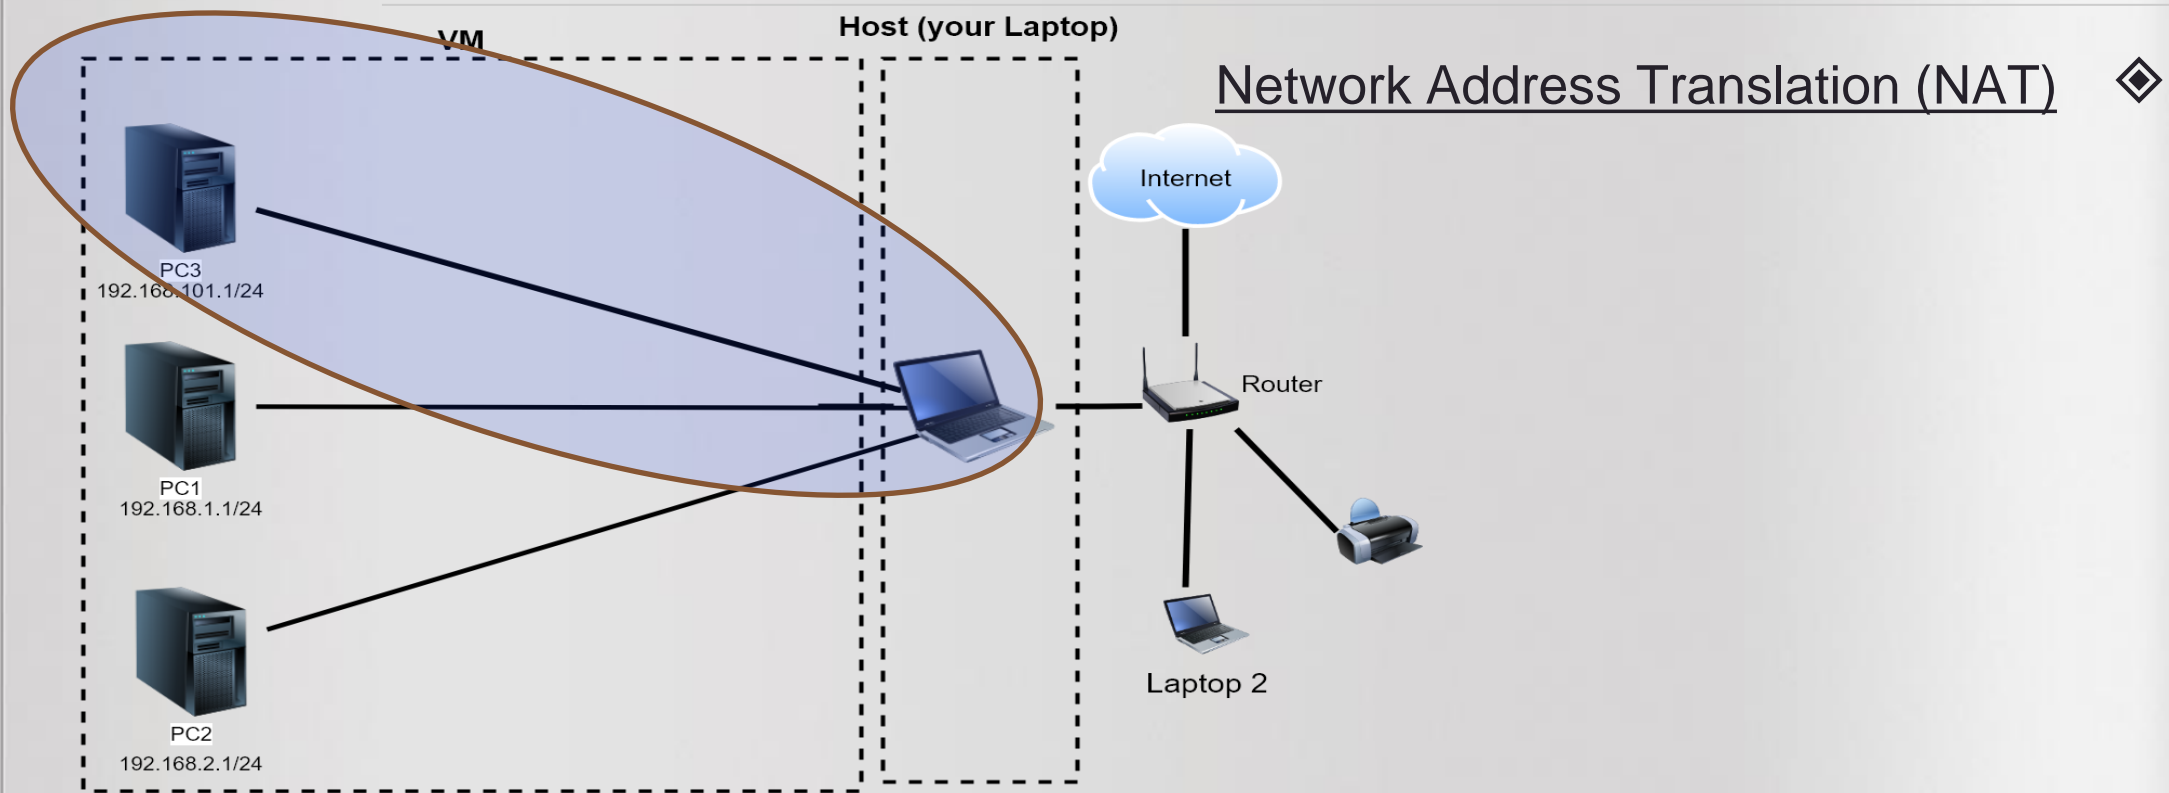 VM
Host (your Laptop)
Network Address Translation (NAT)
Internet
PC3
192.168.101.1/24
Router
PC1
192.168.1.1/24
Laptop 2
PC2
192.168.2.1/24